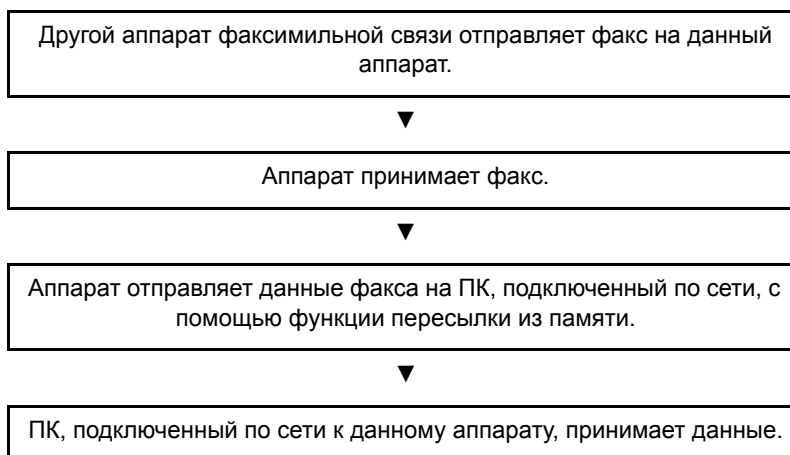 Другой аппарат факсимильной связи отправляет факс на данный
аппарат.
▼
Аппарат принимает факс.
▼
Аппарат отправляет данные факса на ПК, подключенный по сети, с
помощью функции пересылки из памяти.
▼
ПК, подключенный по сети к данному аппарату, принимает данные.